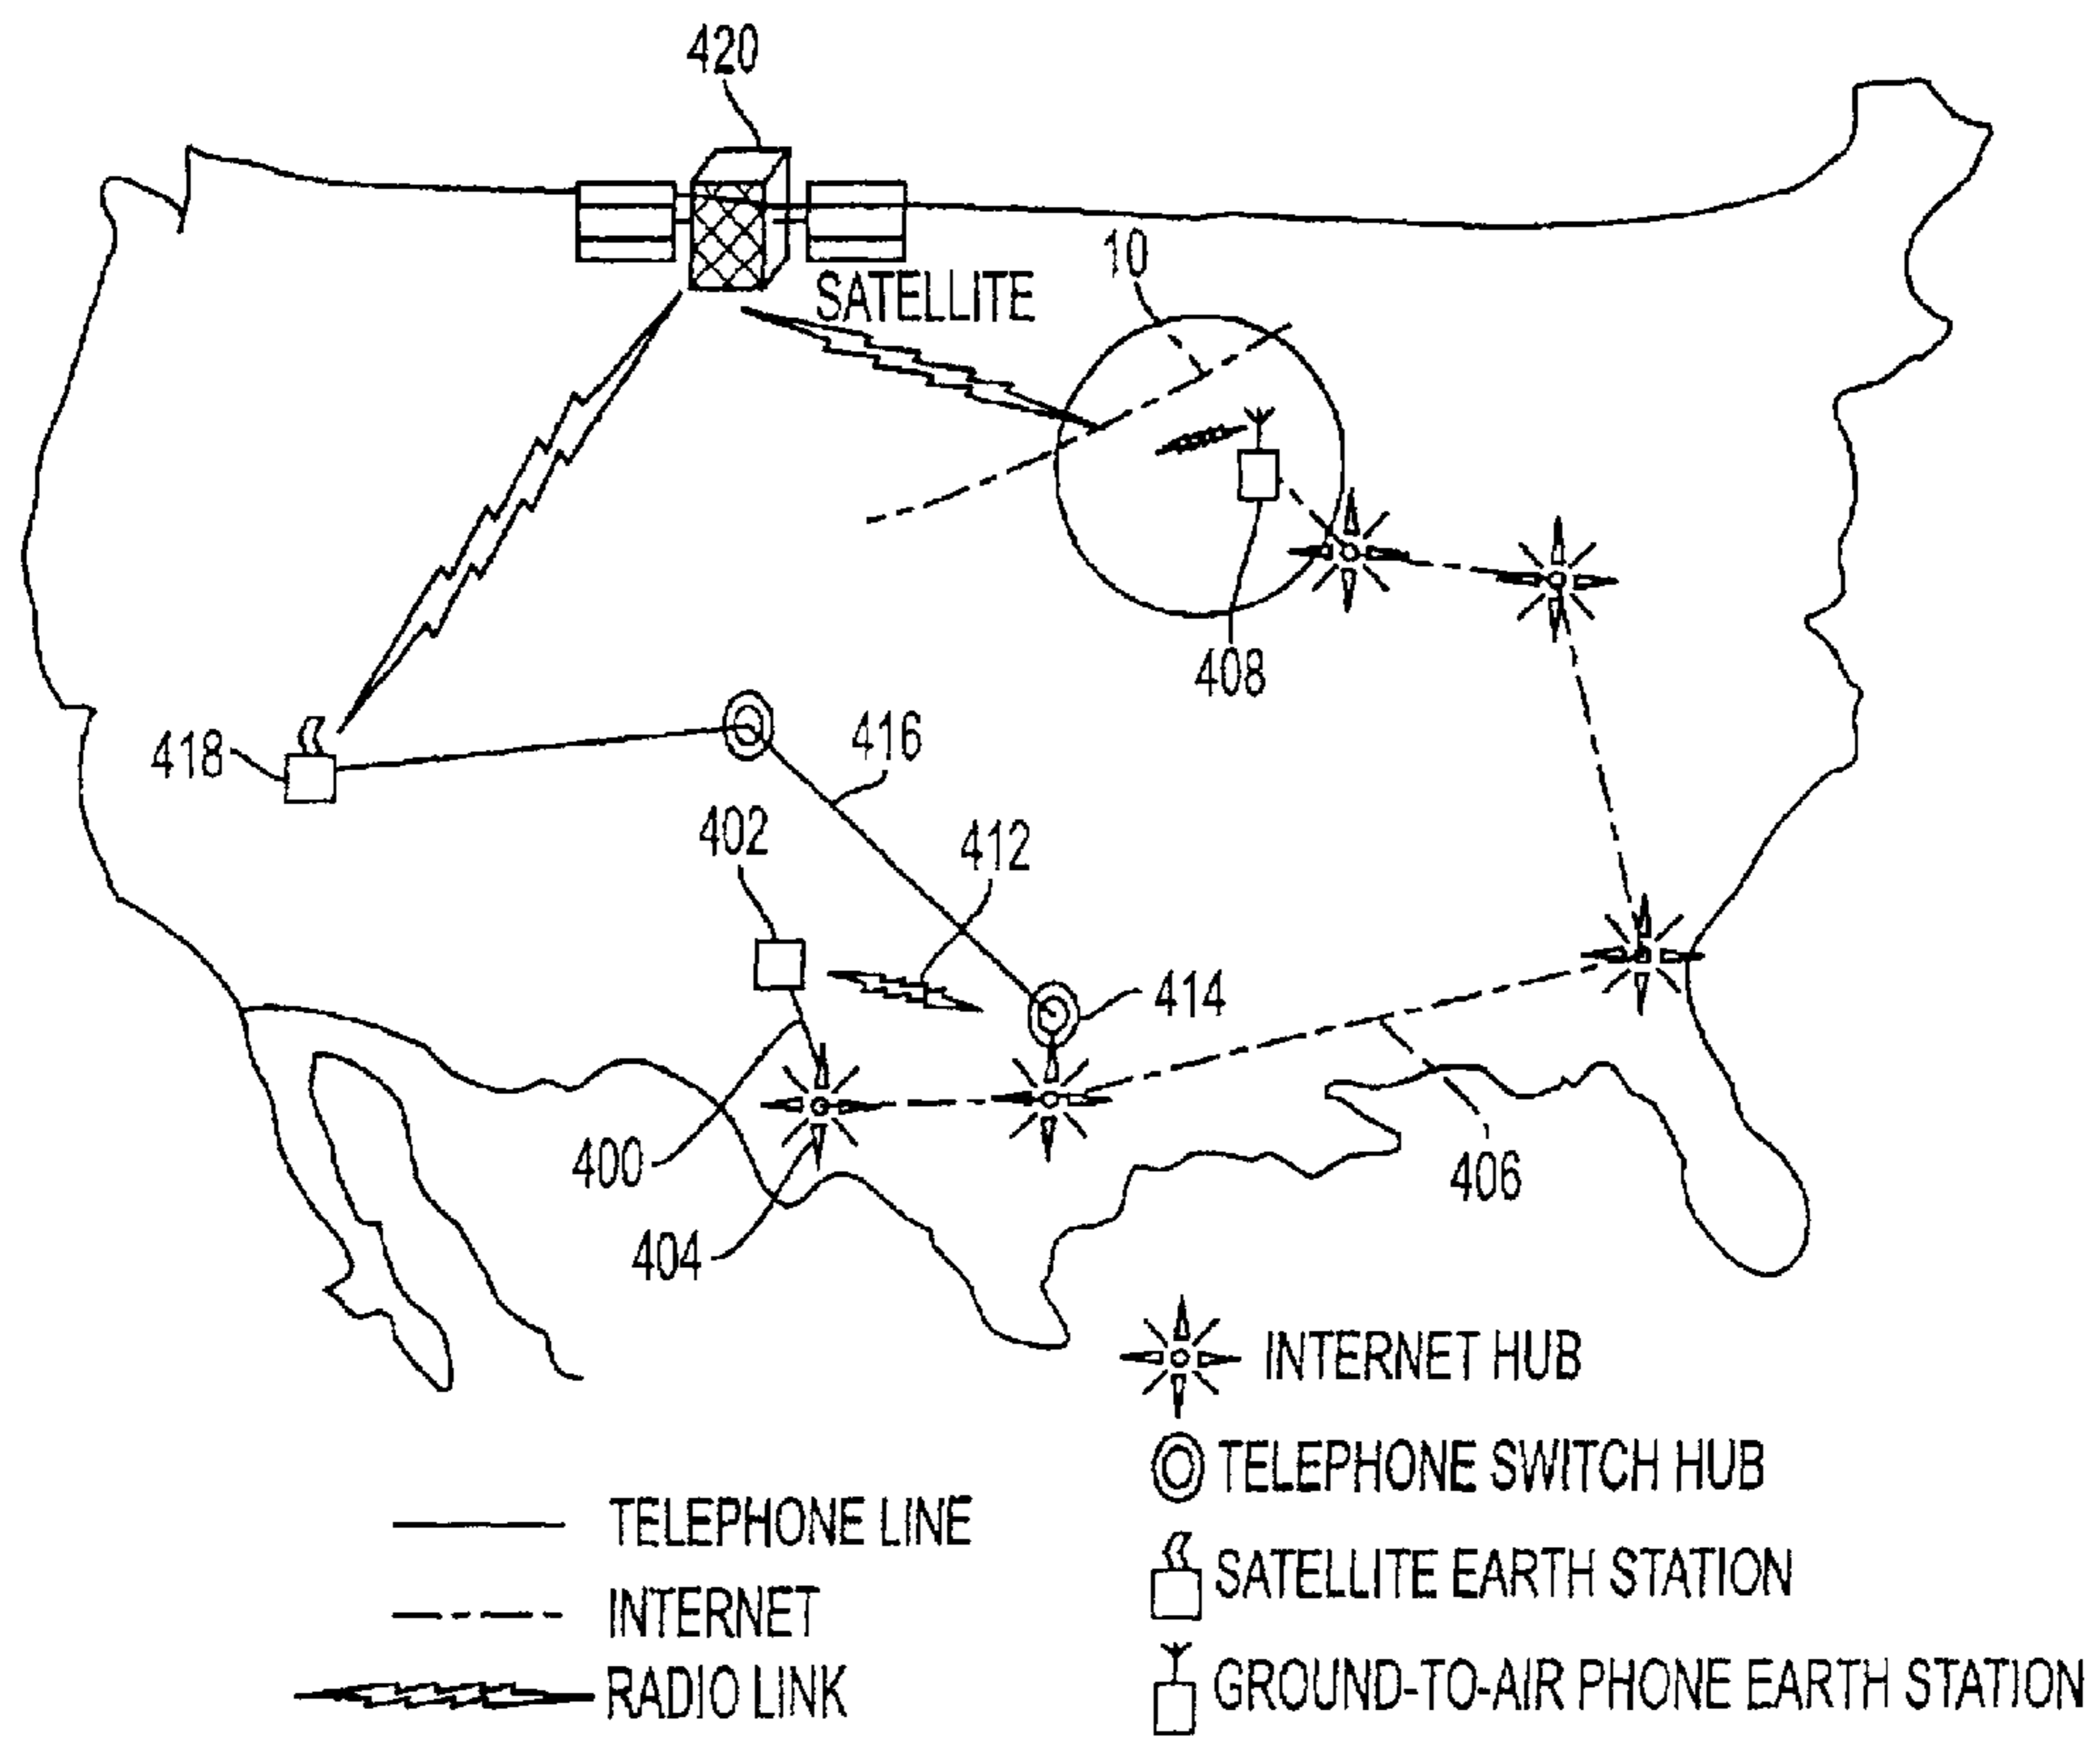 420
10
SATELLITE
408
418
416
402
412
414
400
406
404
INTERNET HUB
TELEPHONE SWITCH HUB
TELEPHONE LINE
SATELLITE EARTH STATION
INTERNET
GROUND-TO-AIR PHONE EARTH STATION
RADIO LINK